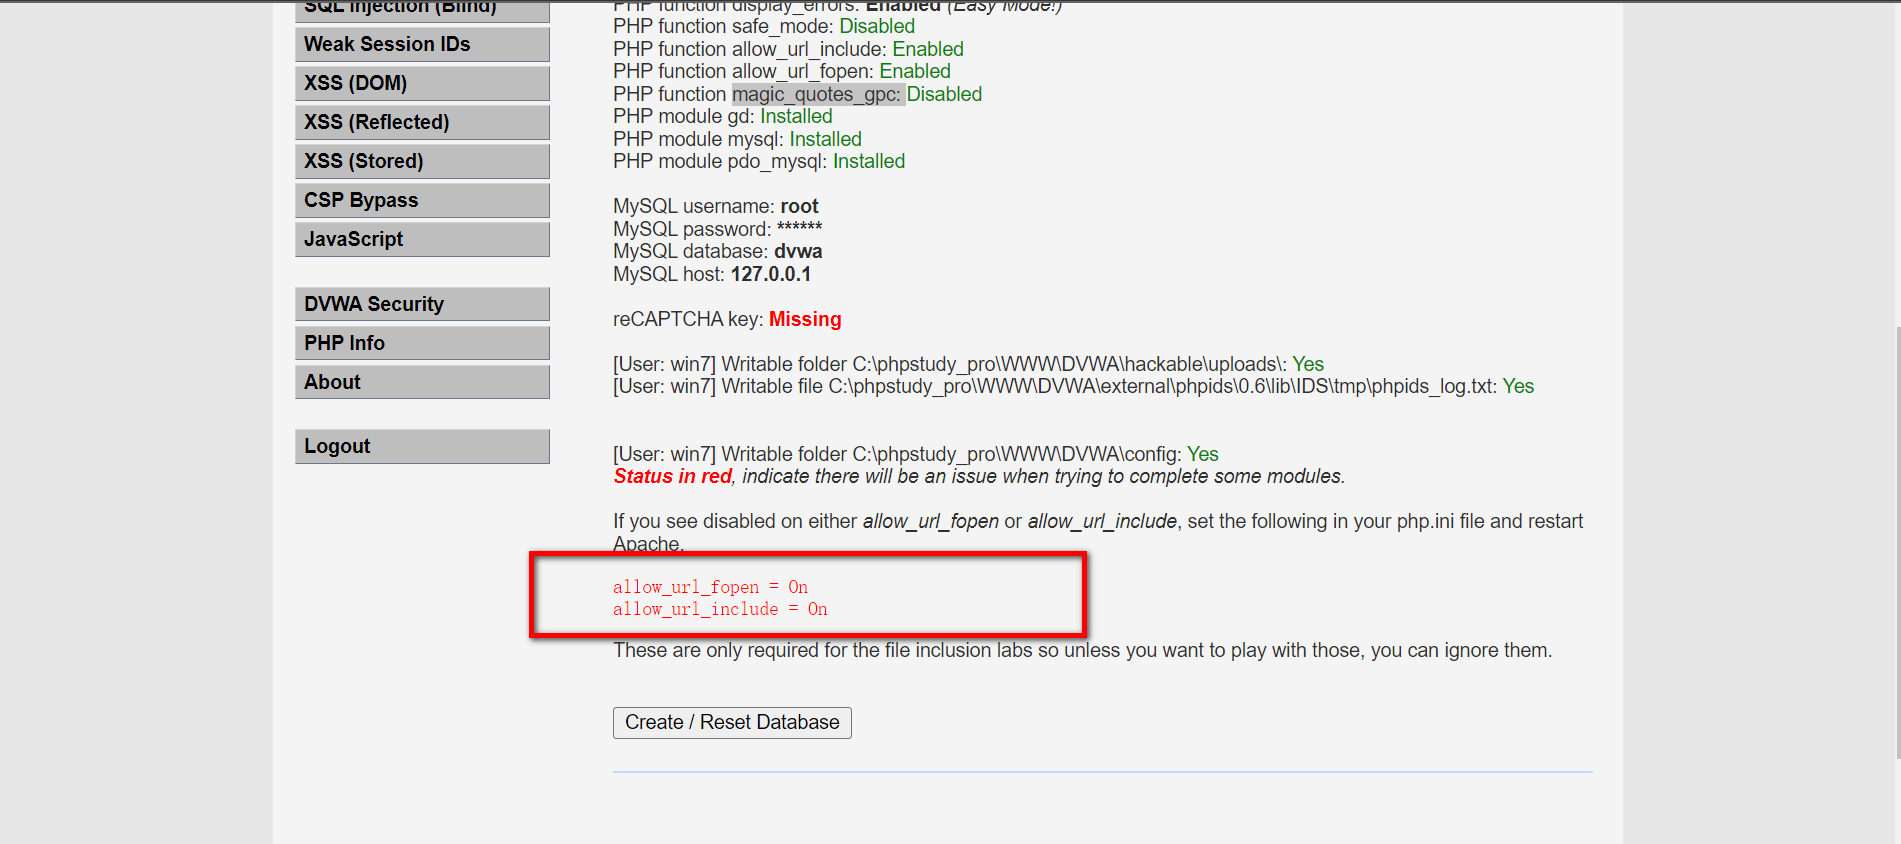 SQL Injection (Blind)
Weak Session IDs
XSS (DOM)
XSS (Reflected)
XSS (Stored)
CSP Bypass
JavaScript
DVWA Security
PHP Info
About
Logout
PHP function display_errors: Enabled (Easy Mode!)
PHP function safe_mode: Disabled
PHP function allow_url_include: Enabled
PHP function allow_url_fopen: Enabled
PHP function magic_quotes_gpc: Disabled
PHP module gd: Installed
PHP module mysql: Installed
PHP module pdo_mysql: Installed
MySQL username: root
MySQL password: ******
MySQL database: dvwa
MySQL host: 127.0.0.1
reCAPTCHA key: Missing
[User: win7] Writable folder C:\phpstudy_pro\WWW\DVWA\hackable\uploads\: Yes
[User: win7] Writable file C:\phpstudy_pro\WWW\DVWA\external\phpids\0.6\lib\IDS\tmp\phpids_log.txt: Yes
[User: win7] Writable folder C:\phpstudy_pro\WWW\DVWA\config: Yes
Status in red, indicate there will be an issue when trying to complete some modules.
If you see disabled on either allow_url_fopen or allow_url_include, set the following in your php.ini file and restart
Apache.
allow_url_fopen = On
allow_url_include = On
These are only required for the file inclusion labs so unless you want to play with those, you can ignore them.
Create / Reset Database